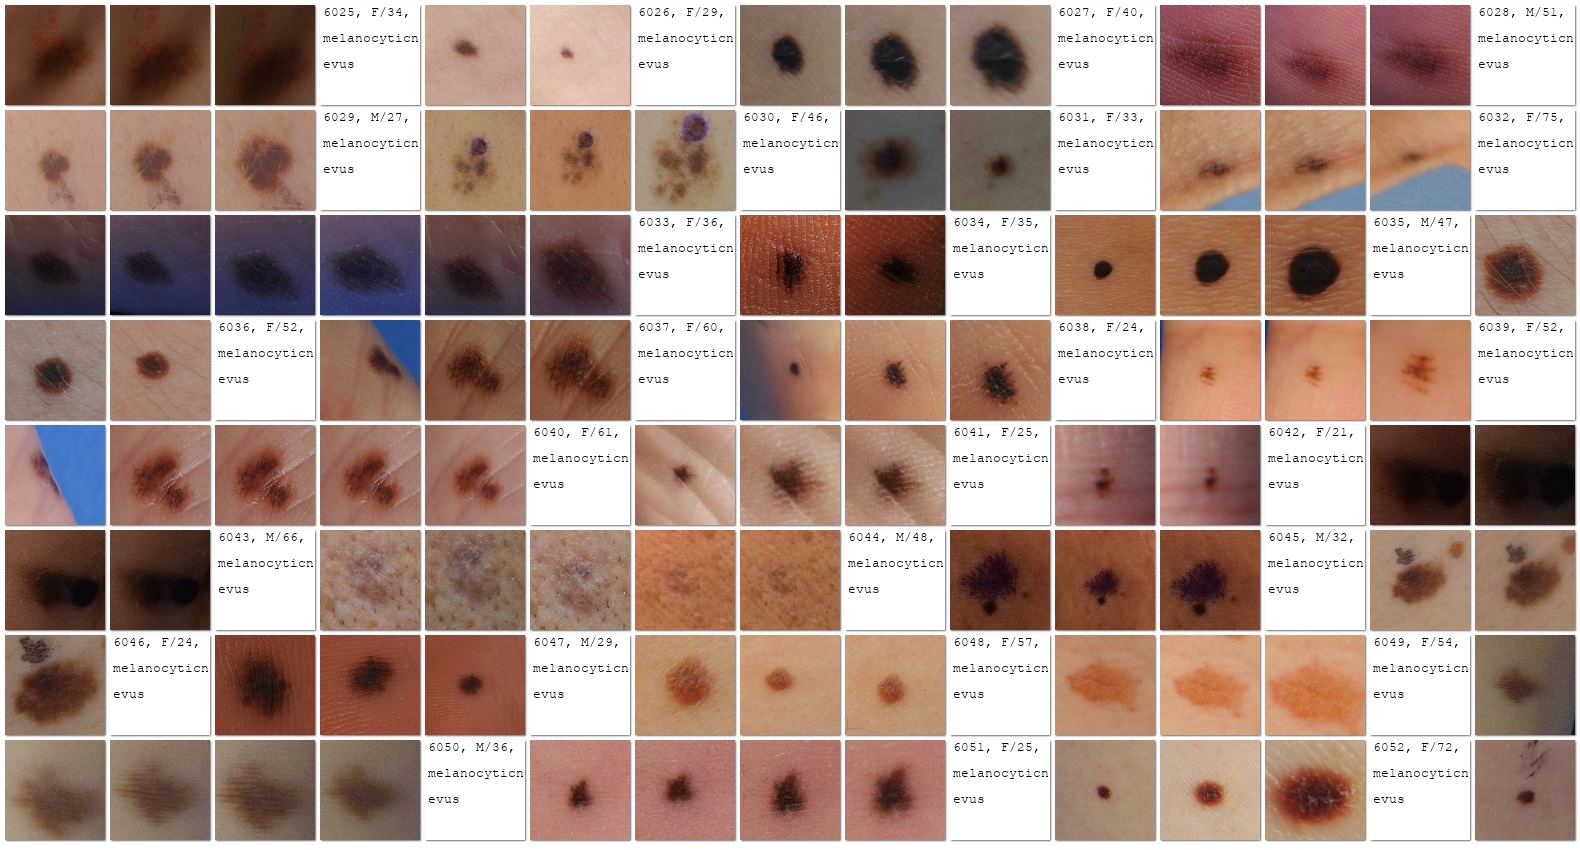 6025, F/34,
melanocyticn
evus
6026, F/29,
melanocyticn
evus
6027, F/40,
melanocyticn
evus
6028, M/51,
melanocyticn
evus
6029, M/27,
melanocyticn
evus
6030, F/46,
melanocyticn
evus
6031, F/33,
melanocyticn
evus
6032, F/75,
melanocyticn
evus
6033, F/36,
melanocyticn
evus
6034, F/35,
melanocyticn
evus
6035, M/47,
melanocyticn
evus
6036, F/52,
melanocyticn
evus
6037, F/60,
melanocyticn
evus
6038, F/24,
melanocyticn
evus
6039, F/52,
melanocyticn
evus
6040, F/61,
melanocyticn
evus
6041, F/25,
melanocyticn
evus
6042, F/21,
melanocyticn
evus
6043, M/66,
melanocyticn
evus
6044, M/48,
melanocyticn
evus
6045, M/32,
melanocyticn
evus
6046, F/24,
melanocyticn
evus
6047, M/29,
melanocyticn
evus
6048, F/57,
melanocyticn
evus
6049, F/54,
melanocyticn
evus
6050, M/36,
melanocyticn
evus
6051, F/25,
melanocyticn
evus
6052, F/72,
melanocyticn
evus